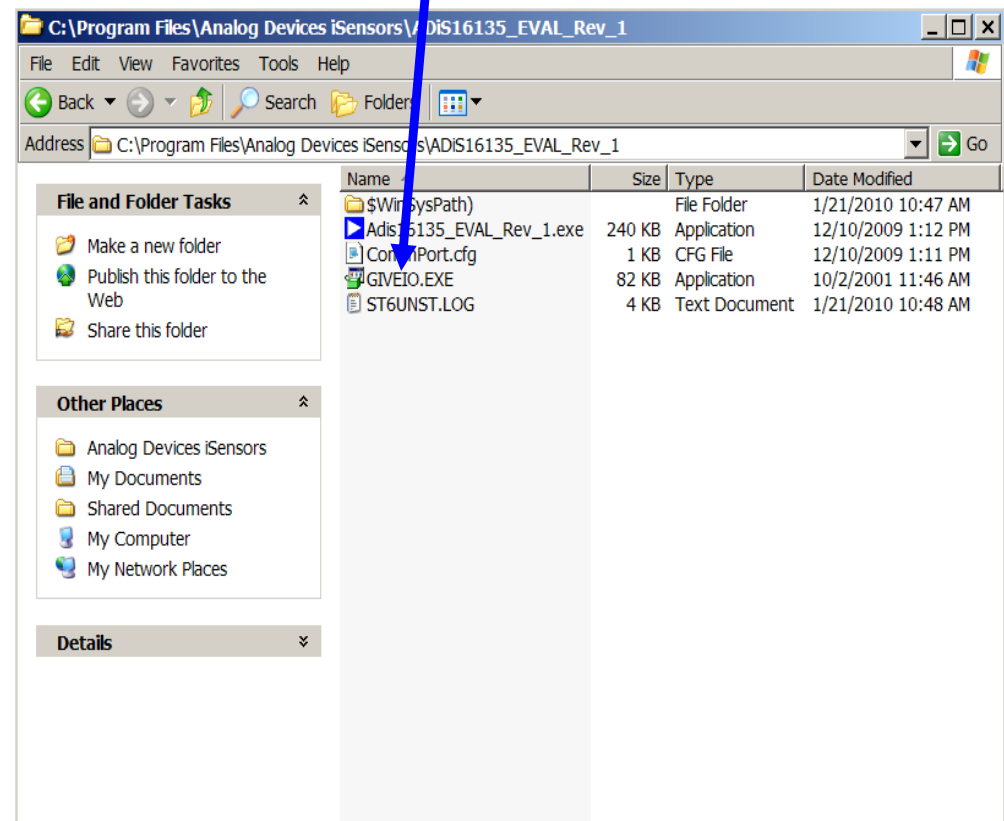 C:\Program Files\Analog Devices iSensors\ADiS16135_EVAL_Rev_1
File Edit View Favorites Tools Help
Back Search Folders
Address C:\Program Files\Analog Devices iSensors\ADiS16135_EVAL_Rev_1 Go
Name Size Type Date Modified
File and Folder Tasks
Make a new folder
Publish this folder to the
Web
Share this folder
Other Places
Analog Devices iSensors
My Documents
Shared Documents
My Computer
My Network Places
Details
$WinSysPath) File Folder 1/21/2010 10:47 AM
Adis16135_EVAL_Rev_1.exe 240 KB Application 12/10/2009 1:12 PM
CommPort.cfg 1 KB CFG File 12/10/2009 1:11 PM
GIVEIO.EXE 82 KB Application 10/2/2001 11:46 AM
ST6UNST.LOG 4 KB Text Document 1/21/2010 10:48 AM